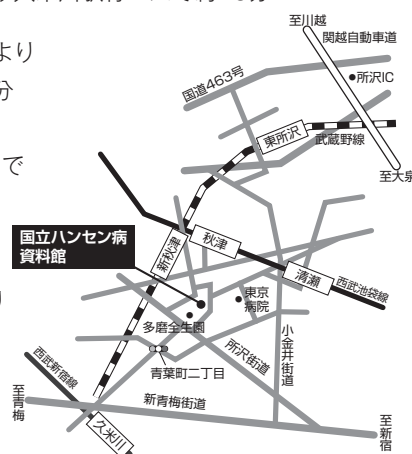 より
分
で
至川越
関越自動車道
国道463号
所沢IC
東所沢
武蔵野線
至大泉
国立ハンセン病
資料館
新秋津
秋津
清瀬
西武池袋線
東京
病院
多磨全生園
小金井街道
所沢街道
青葉町二丁目
西武新宿線
新青梅街道
至青梅
久米川
至新宿